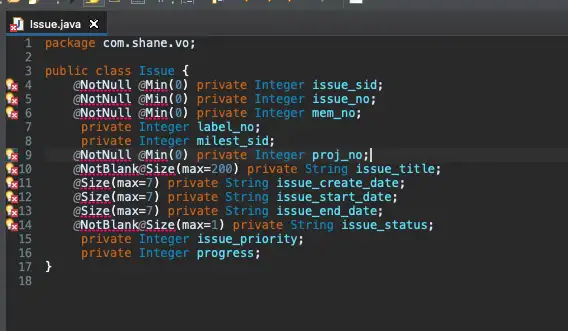 Issue.java
1 package com.shane.vo;
2
3 public class Issue {
4 @NotNull @Min(0) private Integer issue_sid;
5 @NotNull @Min(0) private Integer issue_no;
6 @NotNull @Min(0) private Integer mem_no;
7 private Integer label_no;
8 private Integer milest_sid;
9 @NotNull @Min(0) private Integer proj_no;
10 @NotBlank@Size(max=200) private String issue_title;
11 @Size(max=7) private String issue_create_date;
12 @Size(max=7) private String issue_start_date;
13 @Size(max=7) private String issue_end_date;
14 @NotBlank@Size(max=1) private String issue_status;
15 private Integer issue_priority;
16 private Integer progress;
17 }
18